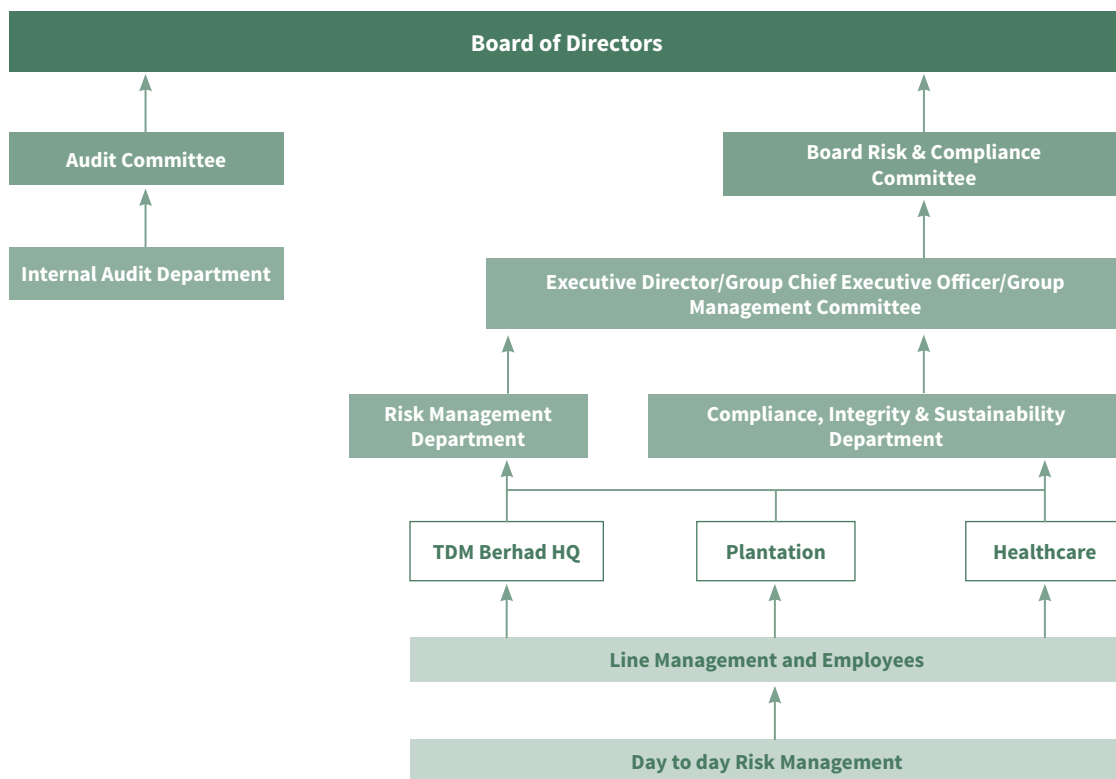 Board of Directors
Audit Committee
Board Risk & Compliance
Committee
Internal Audit Department
Executive Director/Group Chief Executive Officer/Group
Management Committee
Risk Management
Department
Compliance, Integrity & Sustainability
Department
TDM Berhad HQ
Plantation
Healthcare
Line Management and Employees
Day to day Risk Management